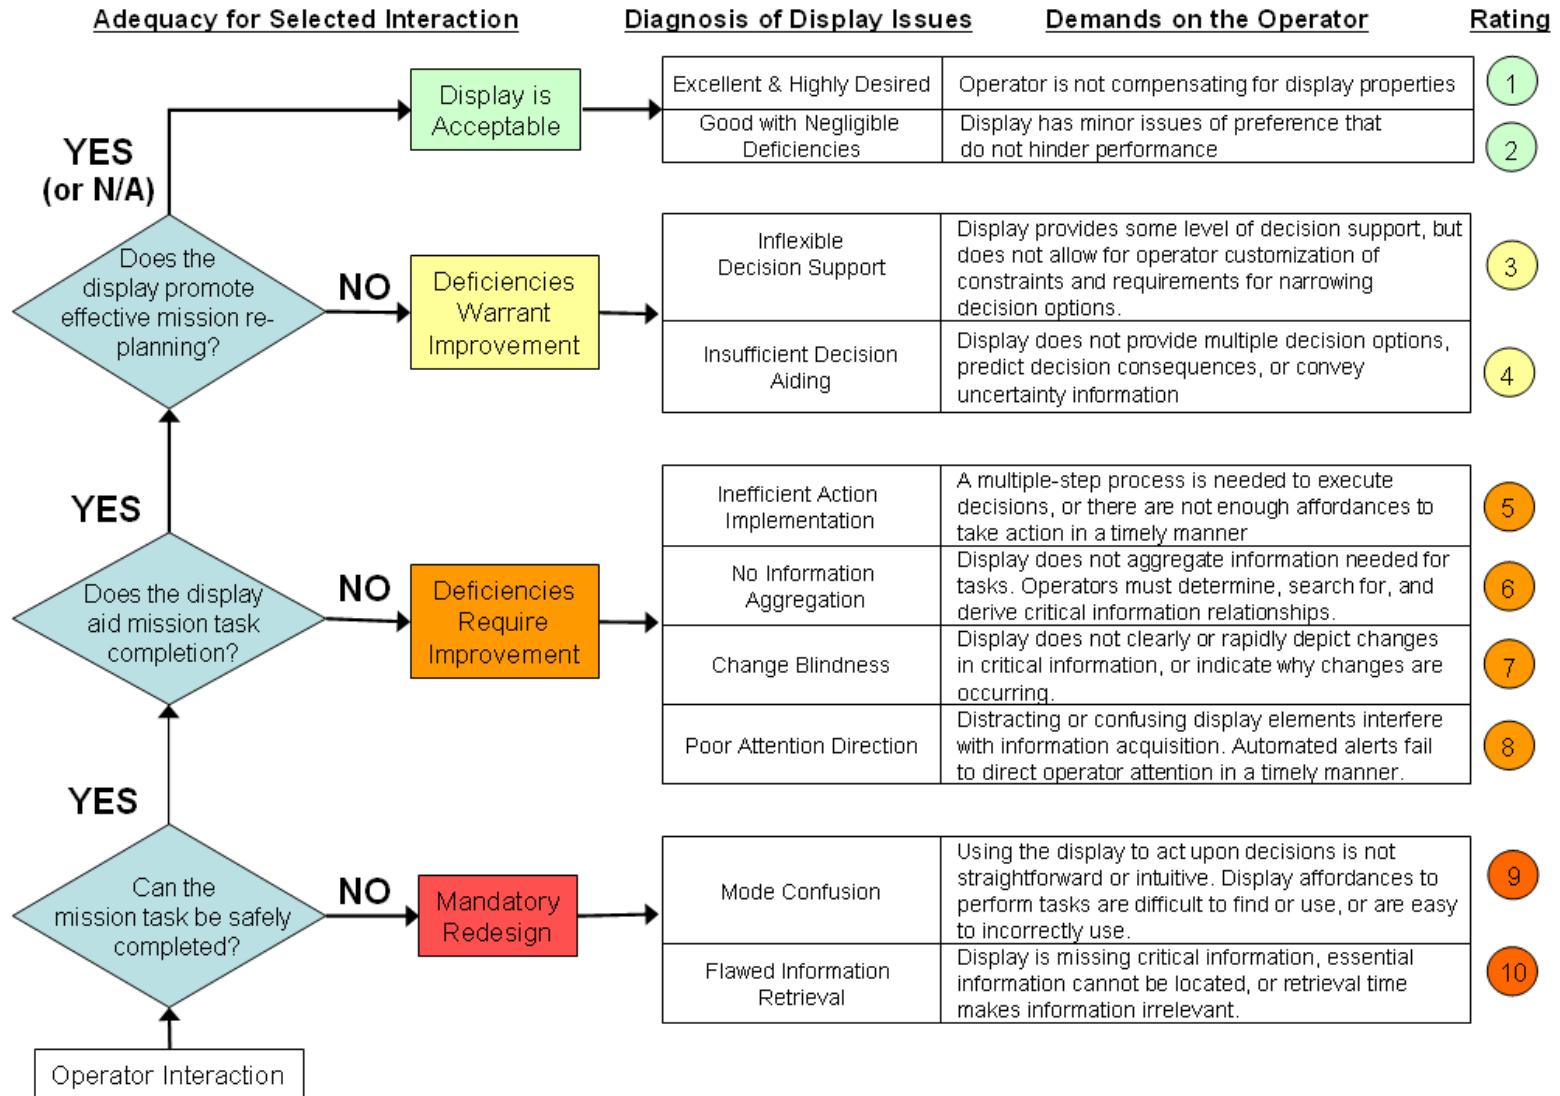 Adequacy for Selected Interaction
Diagnosis of Display Issues
Demands on the Operator
Rating
Display is
Acceptable
Excellent & Highly Desired
Operator is not compensating for display properties
1
Good with Negligible
Deficiencies
Display has minor issues of preference that
do not hinder performance
2
YES
(or N/A)
Does the
display promote
effective mission re-
planning?
NO
Deficiencies
Warrant
Improvement
Inflexible
Decision Support
Display provides some level of decision support, but
does not allow for operator customization of
constraints and requirements for narrowing
decision options.
3
Insufficient Decision
Aiding
Display does not provide multiple decision options,
predict decision consequences, or convey
uncertainty information
4
YES
Does the display
aid mission task
completion?
NO
Deficiencies
Require
Improvement
Inefficient Action
Implementation
A multiple-step process is needed to execute
decisions, or there are not enough affordances to
take action in a timely manner
5
No Information
Aggregation
Display does not aggregate information needed for
tasks. Operators must determine, search for, and
derive critical information relationships.
6
Change Blindness
Display does not clearly or rapidly depict changes
in critical information, or indicate why changes are
occurring.
7
Poor Attention Direction
Distracting or confusing display elements interfere
with information acquisition. Automated alerts fail
to direct operator attention in a timely manner.
8
YES
Can the
mission task be safely
completed?
NO
Mandatory
Redesign
Mode Confusion
Using the display to act upon decisions is not
straightforward or intuitive. Display affordances to
perform tasks are difficult to find or use, or are easy
to incorrectly use.
9
Flawed Information
Retrieval
Display is missing critical information, essential
information cannot be located, or retrieval time
makes information irrelevant.
10
Operator Interaction